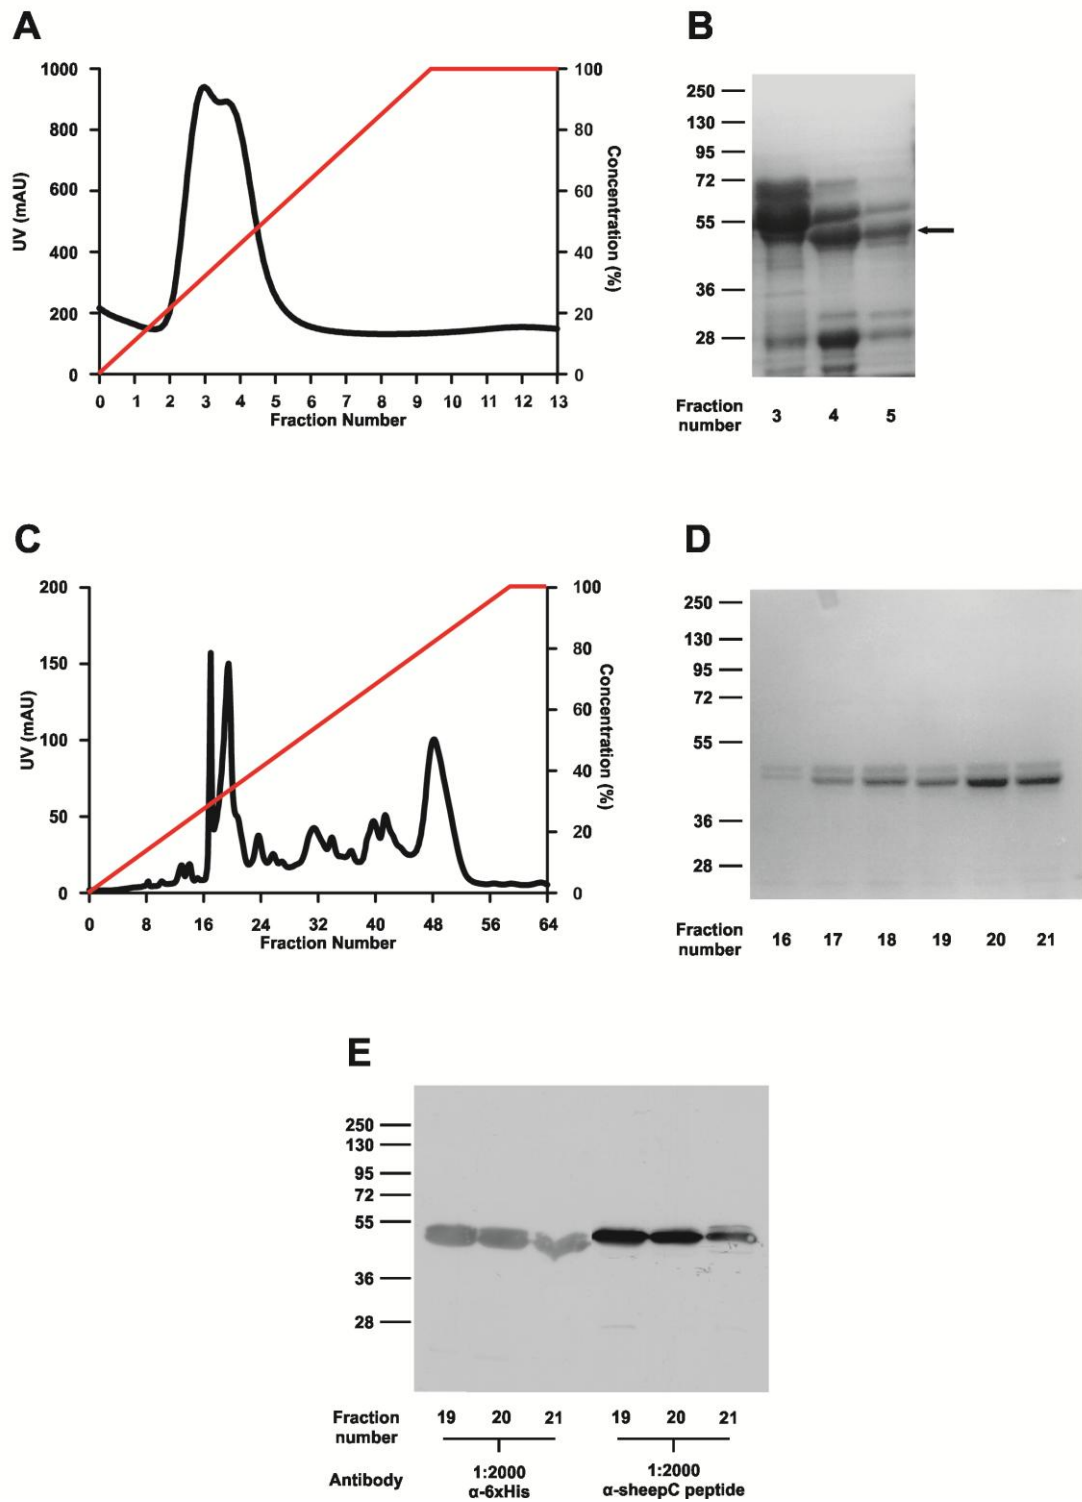 A
1000
800
600
400
200
0
UV (mAU)
100
80
60
40
20
0
Concentration (%)
0 1 2 3 4 5 6 7 8 9 10 11 12 13
Fraction Number
B
250
130
95
72
55
36
28
Fraction
number
3 4 5
C
200
150
100
50
0
UV (mAU)
100
80
60
40
20
0
Concentration (%)
0 8 16 24 32 40 48 56 64
Fraction Number
D
250
130
95
72
55
36
28
Fraction
number
16 17 18 19 20 21
E
250
130
95
72
55
36
28
Fraction
number
19 20 21 19 20 21
Antibody
1:2000
α-6xHis
1:2000
α-sheepC peptide